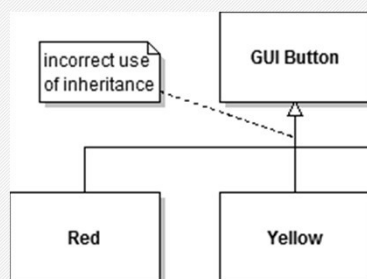 incorrect use
of inheritance
GUI Button
Red
Yellow